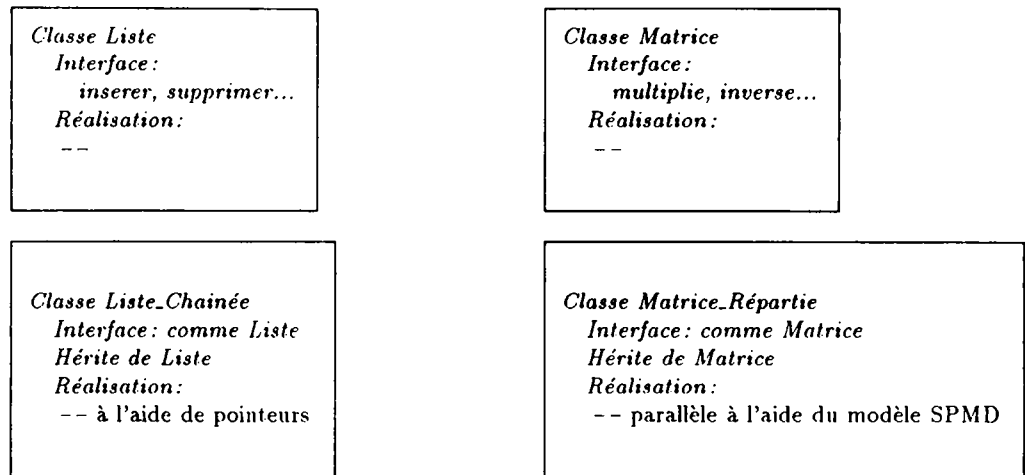 Classe Liste
Interface:
inserer, supprimer...
Réalisation:
--
Classe Matrice
Interface:
multiplie, inverse...
Réalisation:
--
Classe Liste_Chainée
Interface: comme Liste
Hérite de Liste
Réalisation:
-- à l'aide de pointeurs
Classe Matrice_Répartie
Interface: comme Matrice
Hérite de Matrice
Réalisation:
-- parallèle à l'aide du modèle SPMD